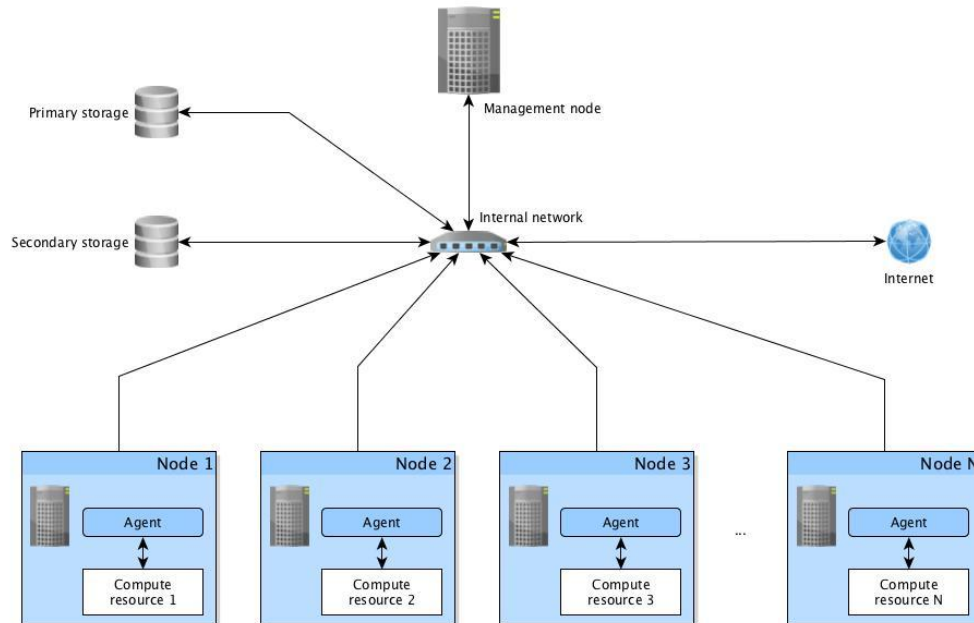 Management node
Primary storage
Internal network
Secondary storage
Internet
Node 1
Agent
Compute
resource 1
Node 2
Agent
Compute
resource 2
Node 3
Agent
Compute
resource 3
...
Node N
Agent
Compute
resource N